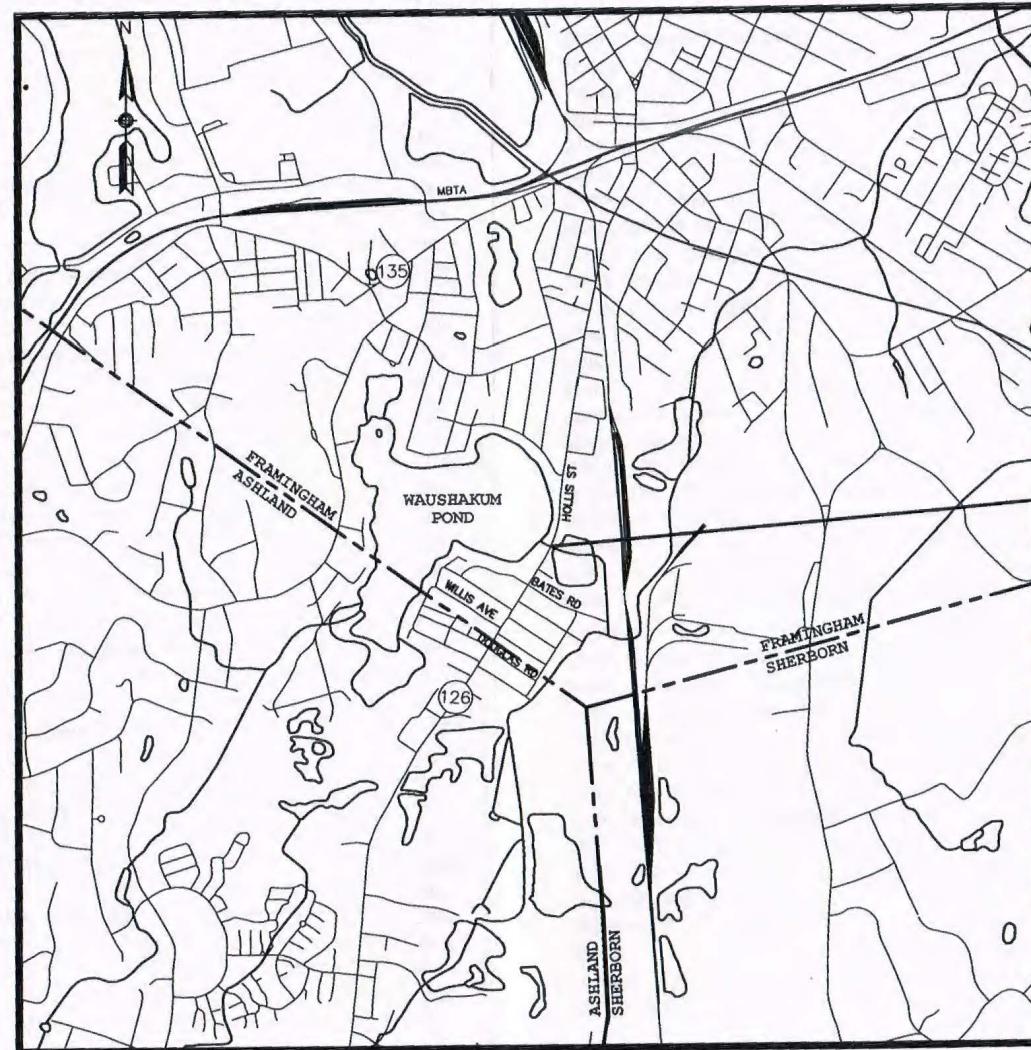 N
MBTA
135
FRAMINGHAM
ASHLAND
WAUSHAKUM
POND
HOLLIS ST
BATES RD
WILLIS AVE
DOUGLAS RD
126
FRAMINGHAM
SHERBORN
ASHLAND
SHERBORN